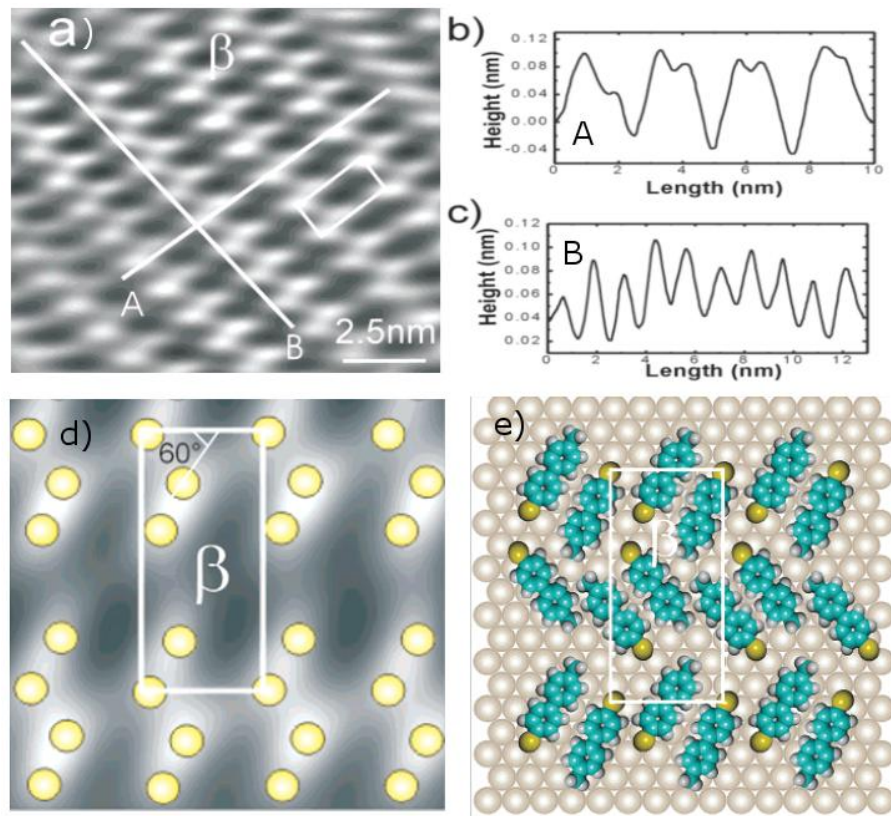 a)
β
A
B
2.5nm
b)
Height (nm)
0.12
0.08
0.04
0.00
-0.04
A
0 2 4 6 8 10
Length (nm)
c)
Height (nm)
0.12
0.10
0.08
0.06
0.04
0.02
B
0 2 4 6 8 10 12
Length (nm)
d)
60°
β
e)
β